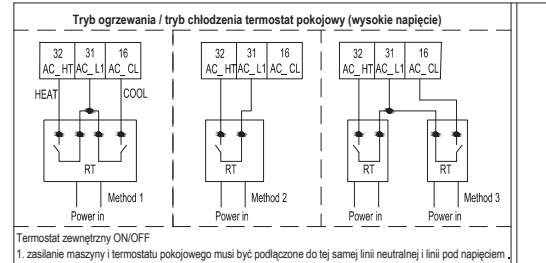 Tryb ogrzewania / tryb chłodzenia termostat pokojowy (wysokie napięcie)
32 31 16
AC_HT AC_L1 AC_CL
HEAT COOL
RT
Method 1
Power in
32 31 16
AC_HT AC_L1 AC_CL
RT
Method 2
Power in
32 31 16
AC_HT AC_L1 AC_CL
RT RT
Method 3
Power in Power in
Termostat zewnętrzny ON/OFF
1. zasilanie maszyny i termostatu pokojowego musi być podłączone do tej samej linii neutralnej i linii pod napięciem .